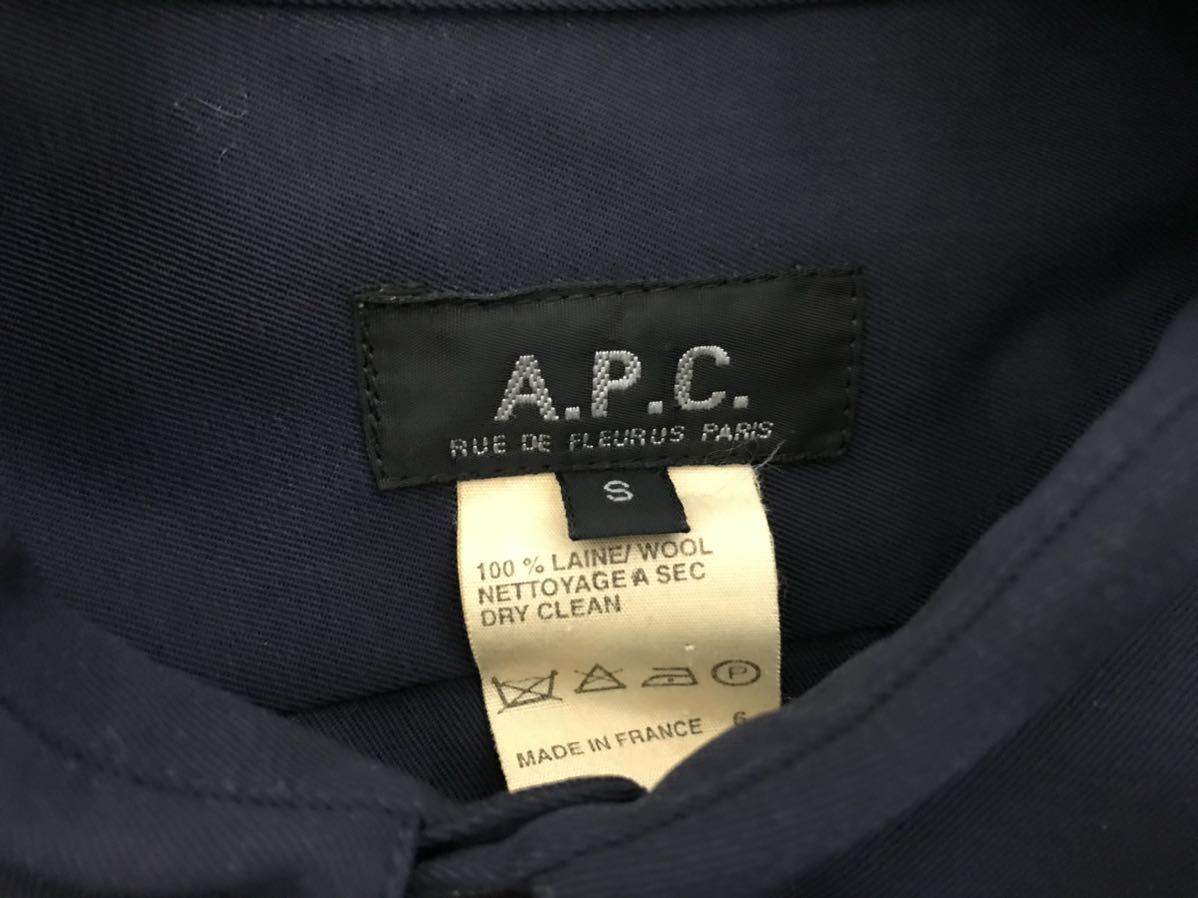 A.P.C.
RUE DE FLEURUS PARIS
S
100 % LAINE/ WOOL
NETTOYAGE A SEC
DRY CLEAN
P
MADE IN FRANCE 6